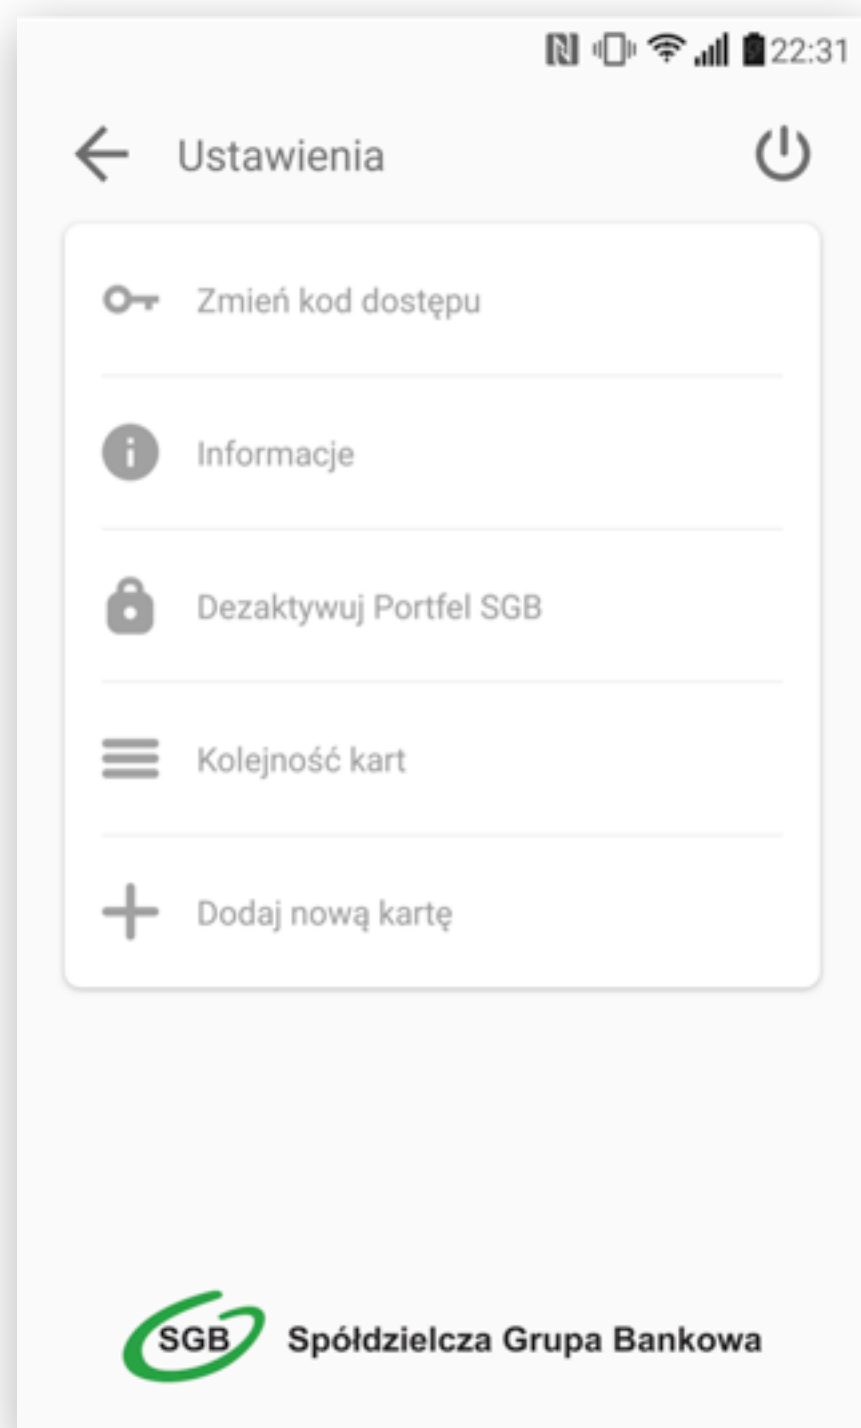 22:31
Ustawienia
Zmień kod dostępu
Informacje
Dezaktywuj Portfel SGB
Kolejność kart
Dodaj nową kartę
SGB Spółdzielcza Grupa Bankowa